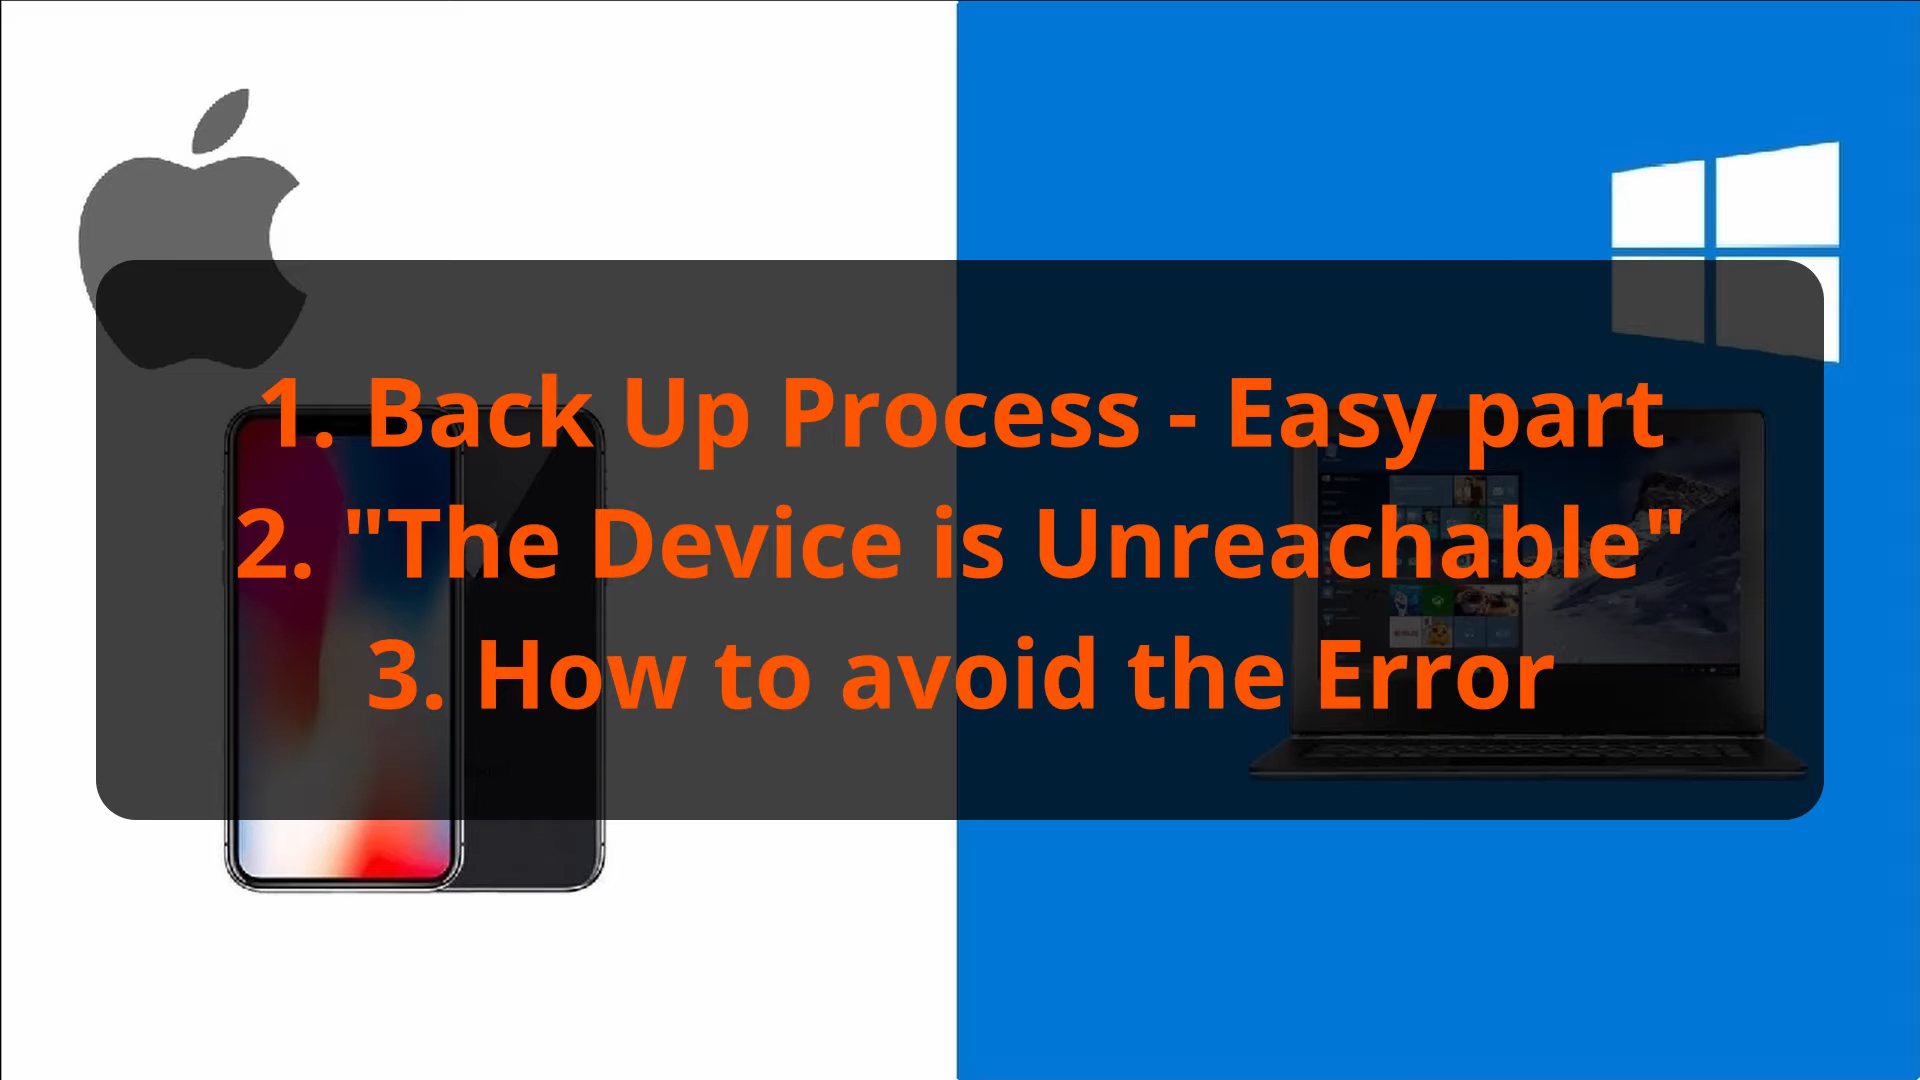 1. Back Up Process - Easy part
2. "The Device is Unreachable"
3. How to avoid the Error